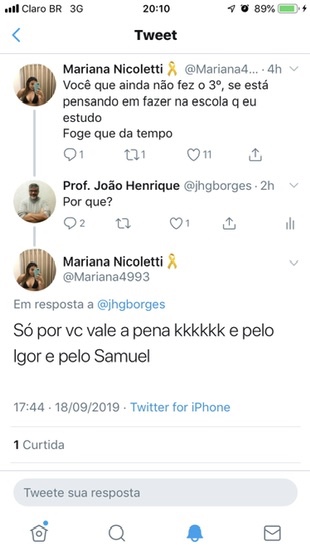 Claro BR 3G 20:10 89%
Tweet
Mariana Nicoletti 🎗 @Mariana4... · 4h
Você que ainda não fez o 3º, se está
pensando em fazer na escola q eu
estudo
Foge que da tempo
1 1 11
Prof. João Henrique @jhgborges · 2h
Por que?
2 1
Mariana Nicoletti 🎗
@Mariana4993
Em resposta a @jhgborges
Só por vc vale a pena kkkkkk e pelo
Igor e pelo Samuel
17:44 · 18/09/2019 · Twitter for iPhone
1 Curtida
Tweete sua resposta